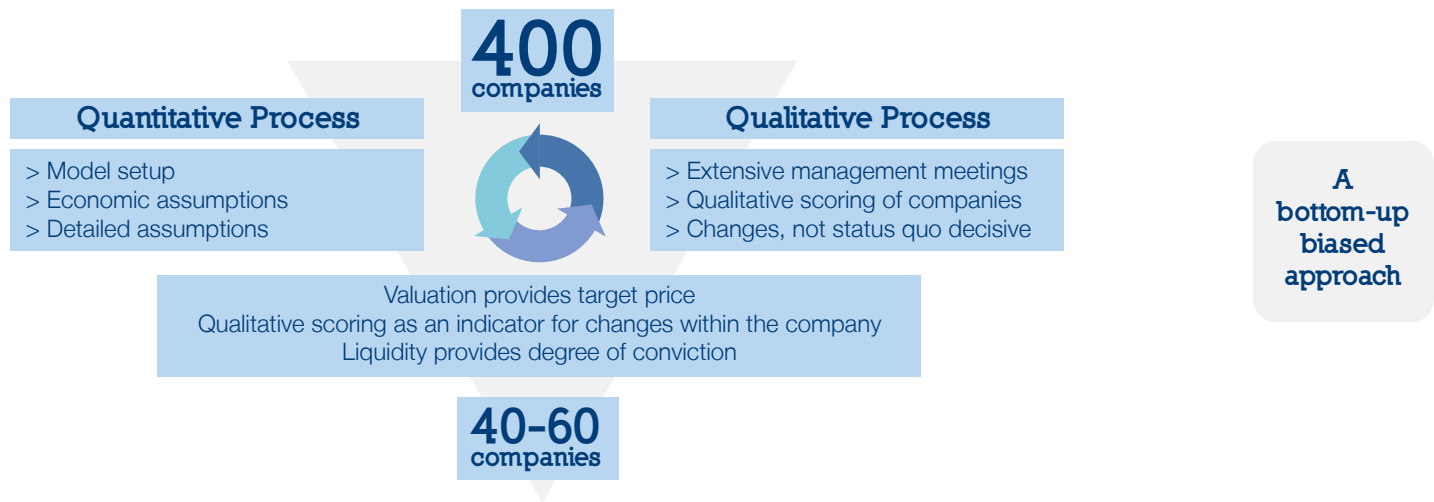 400
companies
Quantitative Process
> Model setup
> Economic assumptions
> Detailed assumptions
Qualitative Process
> Extensive management meetings
> Qualitative scoring of companies
> Changes, not status quo decisive
Valuation provides target price
Qualitative scoring as an indicator for changes within the company
Liquidity provides degree of conviction
40-60
companies
A
bottom-up
biased
approach